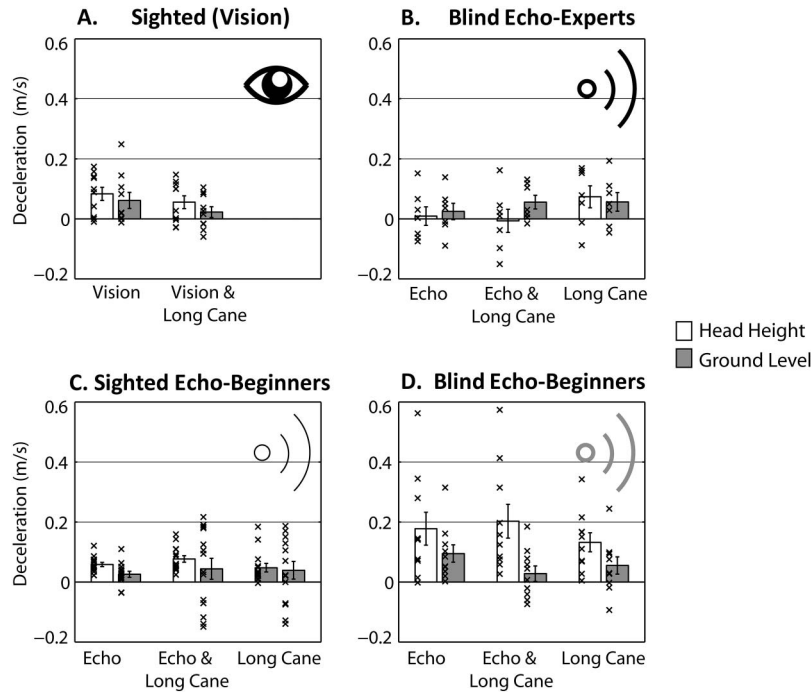 A. Sighted (Vision)
B. Blind Echo-Experts
Deceleration (m/s)
0.6
0.4
0.2
0
−0.2
Vision
Vision &
Long Cane
0.6
0.4
0.2
0
−0.2
Echo
Echo &
Long Cane
Long Cane
Head Height
Ground Level
C. Sighted Echo-Beginners
D. Blind Echo-Beginners
Deceleration (m/s)
0.6
0.4
0.2
0
−0.2
Echo
Echo &
Long Cane
Long Cane
0.6
0.4
0.2
0
−0.2
Echo
Echo &
Long Cane
Long Cane